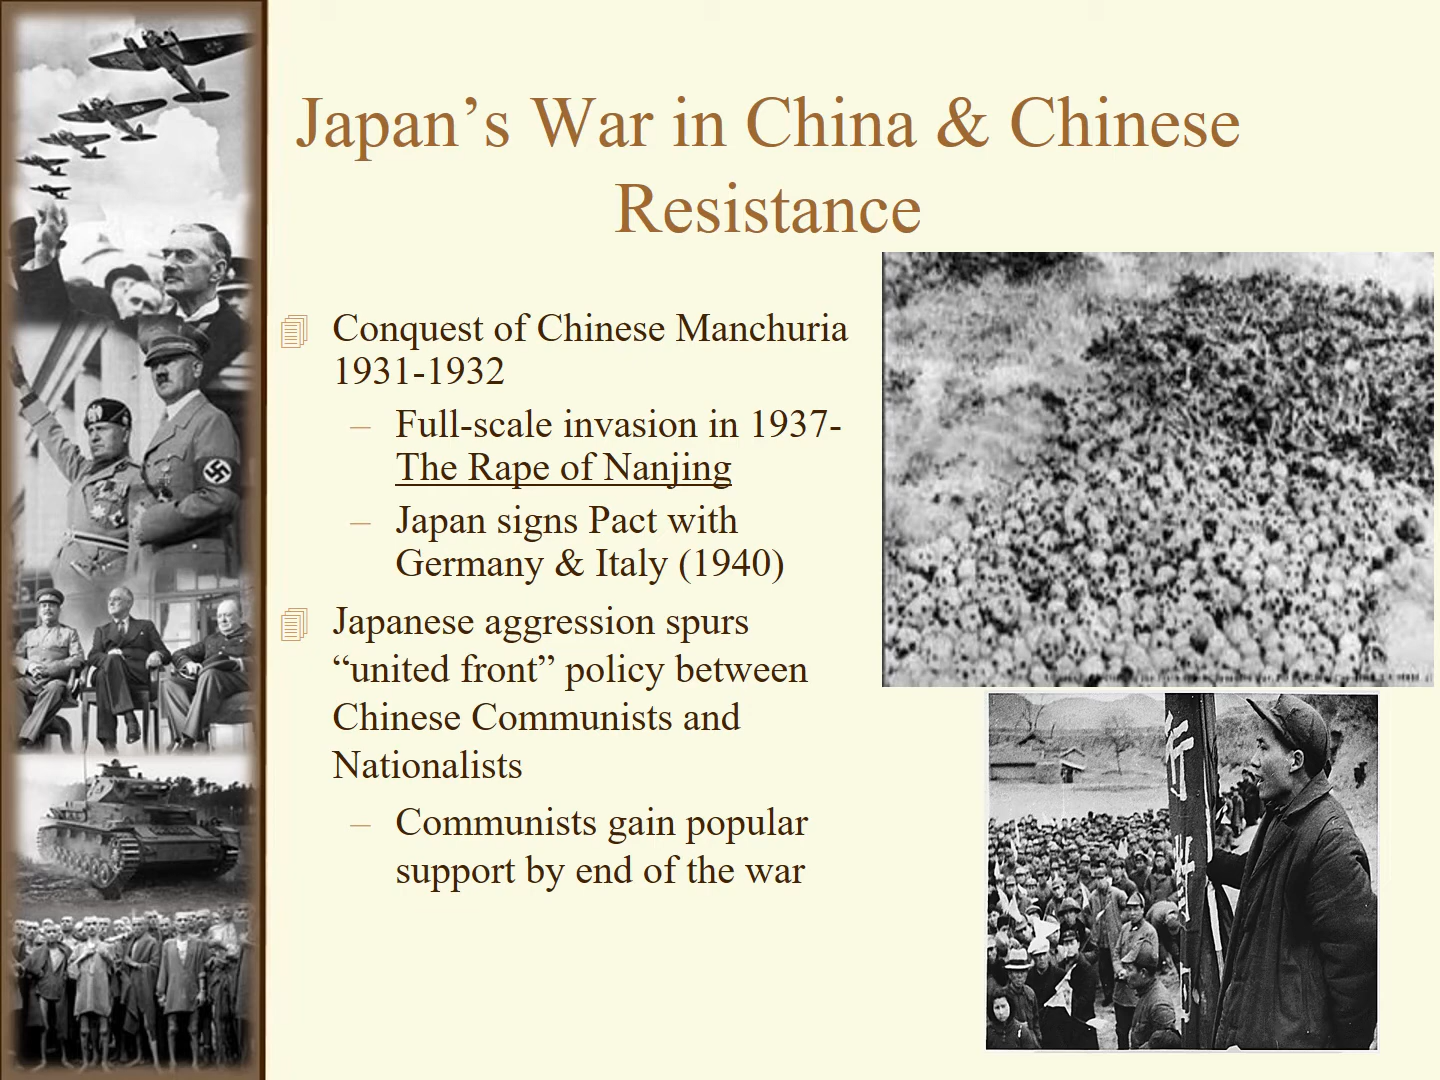 Japan’s War in China & Chinese
Resistance
Conquest of Chinese Manchuria
1931-1932
– Full-scale invasion in 1937-
The Rape of Nanjing
– Japan signs Pact with
Germany & Italy (1940)
Japanese aggression spurs
“united front” policy between
Chinese Communists and
Nationalists
– Communists gain popular
support by end of the war